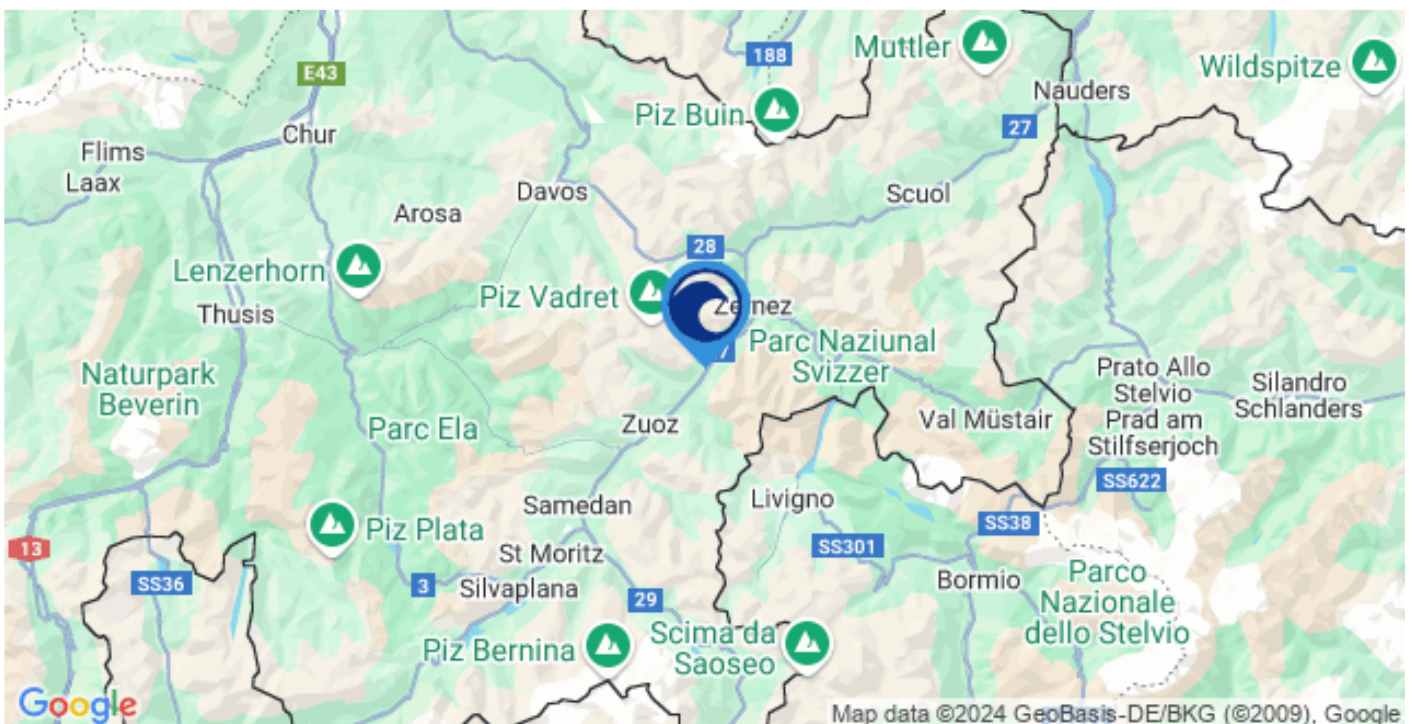 Muttler
188
Wildspitze
E43
Nauders
Piz Buin
27
Chur
Flims
Laax
Davos
Scuol
Arosa
28
Lenzerhorn
Piz Vadret
Zernez
Thusis
Parc Naziunal
Svizzer
Prato Allo
Stelvio
Prad am
Stilfserjoch
Silandro
Schlanders
Naturpark
Beverin
Parc Ela
Zuoz
Val Müstair
SS622
Samedan
Livigno
Piz Plata
SS38
13
St Moritz
SS301
SS36
3
Silvaplana
29
Bormio
Parco
Nazionale
dello Stelvio
Piz Bernina
Scima da
Saoseo
Google
Map data ©2024 GeoBasis-DE/BKG (©2009), Google